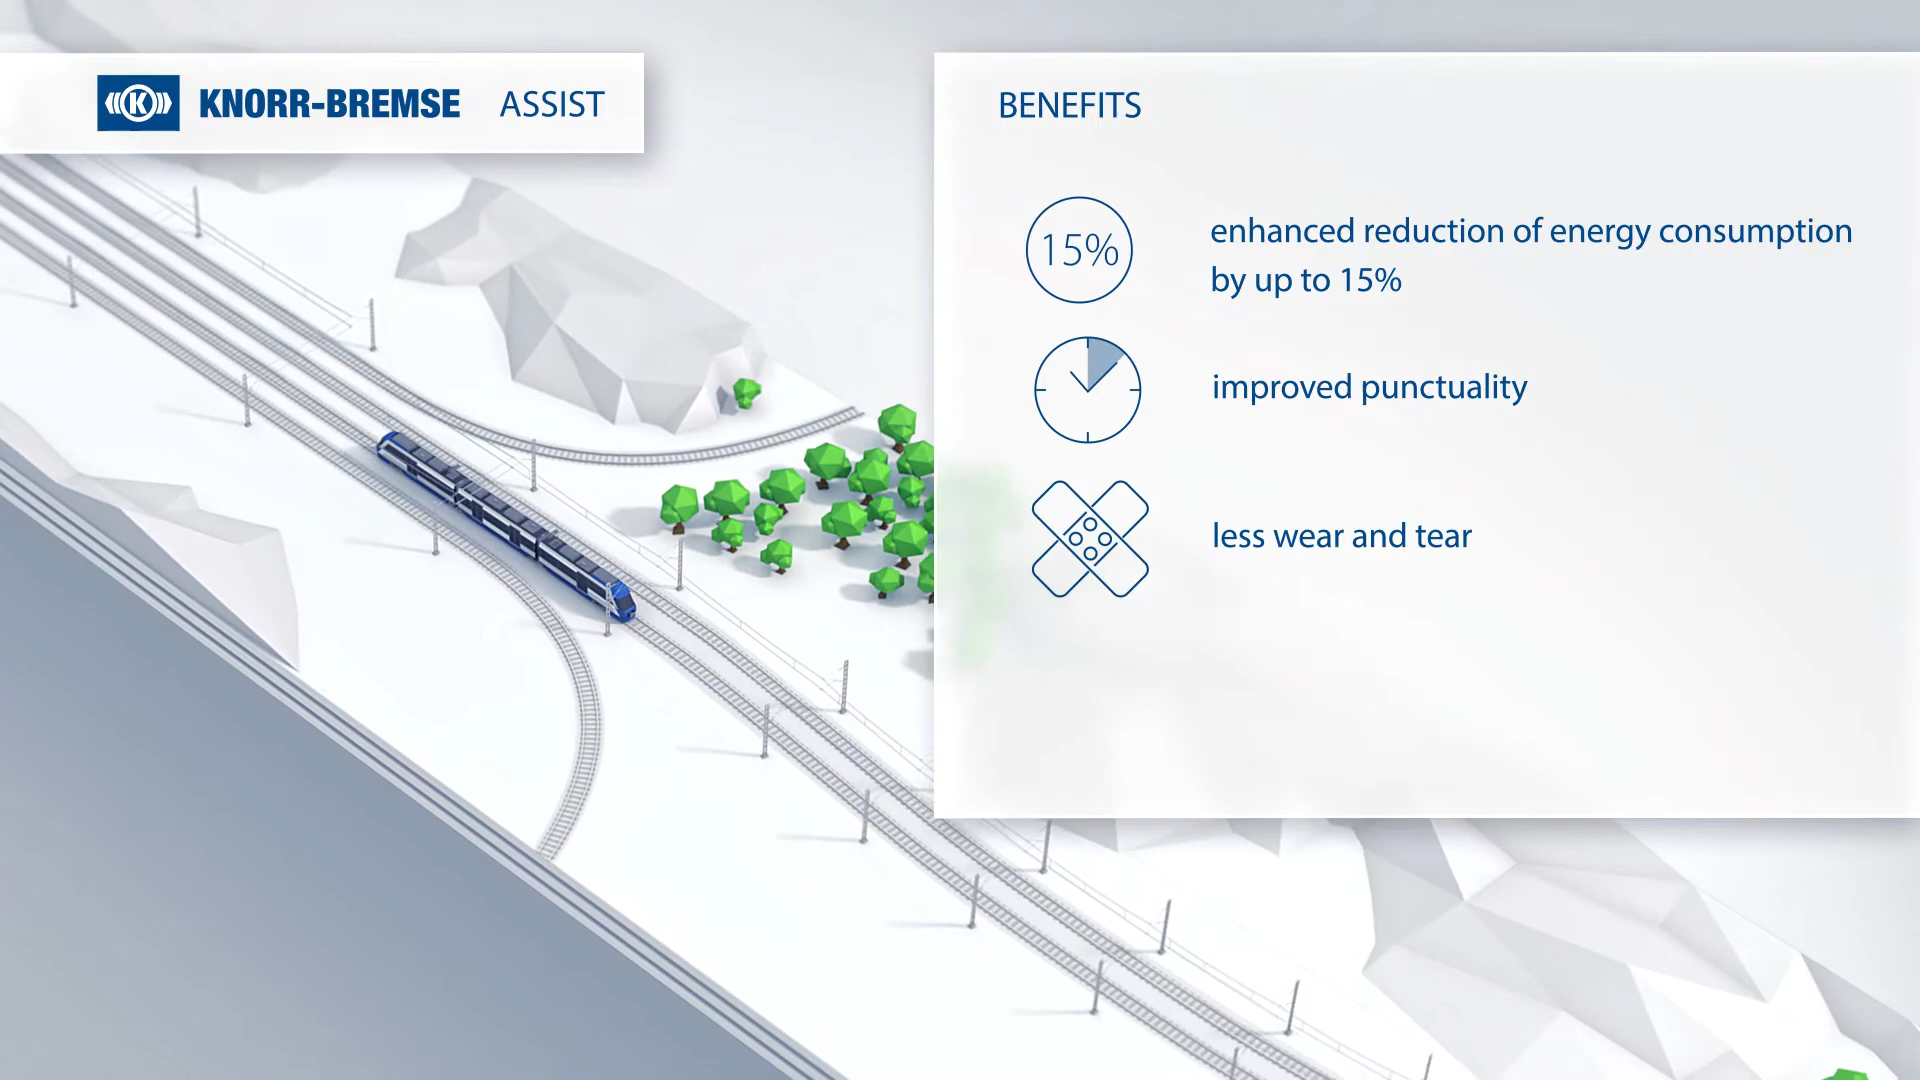 KNORR-BREMSE ASSIST
BENEFITS
15%
enhanced reduction of energy consumption
by up to 15%
improved punctuality
less wear and tear